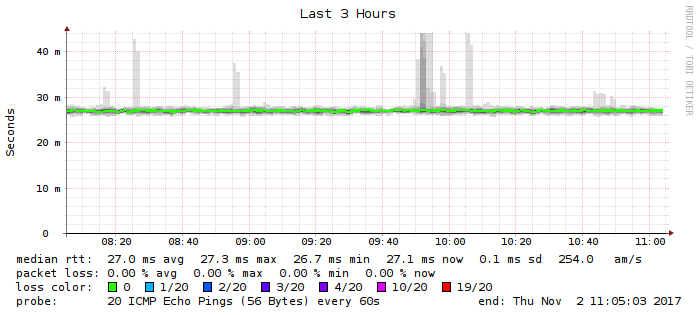 Last 3 Hours
RRDTOOL / TOBI OETIKER
Seconds
40 m
30 m
20 m
10 m
0
08:20 08:40 09:00 09:20 09:40 10:00 10:20 10:40 11:00
median rtt: 27.0 ms avg 27.3 ms max 26.7 ms min 27.1 ms now 0.1 ms sd 254.0 am/s
packet loss: 0.00 % avg 0.00 % max 0.00 % min 0.00 % now
loss color: 0 1/20 2/20 3/20 4/20 10/20 19/20
probe: 20 ICMP Echo Pings (56 Bytes) every 60s end: Thu Nov 2 11:05:03 2017